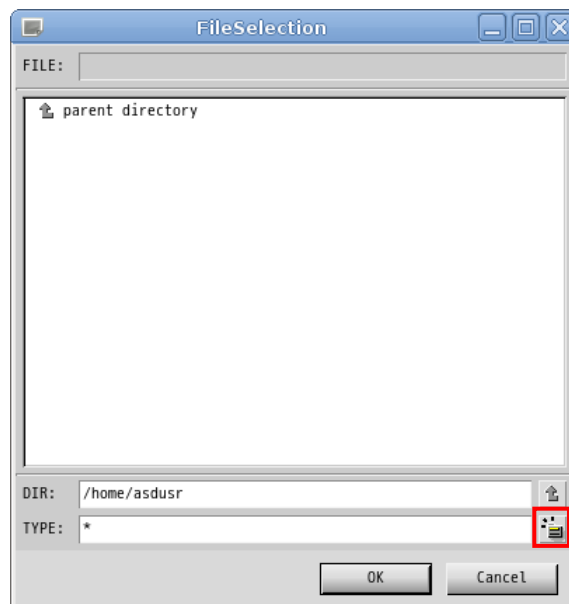 FileSelection
FILE:
parent directory
DIR: /home/asdusr
TYPE: *
OK Cancel